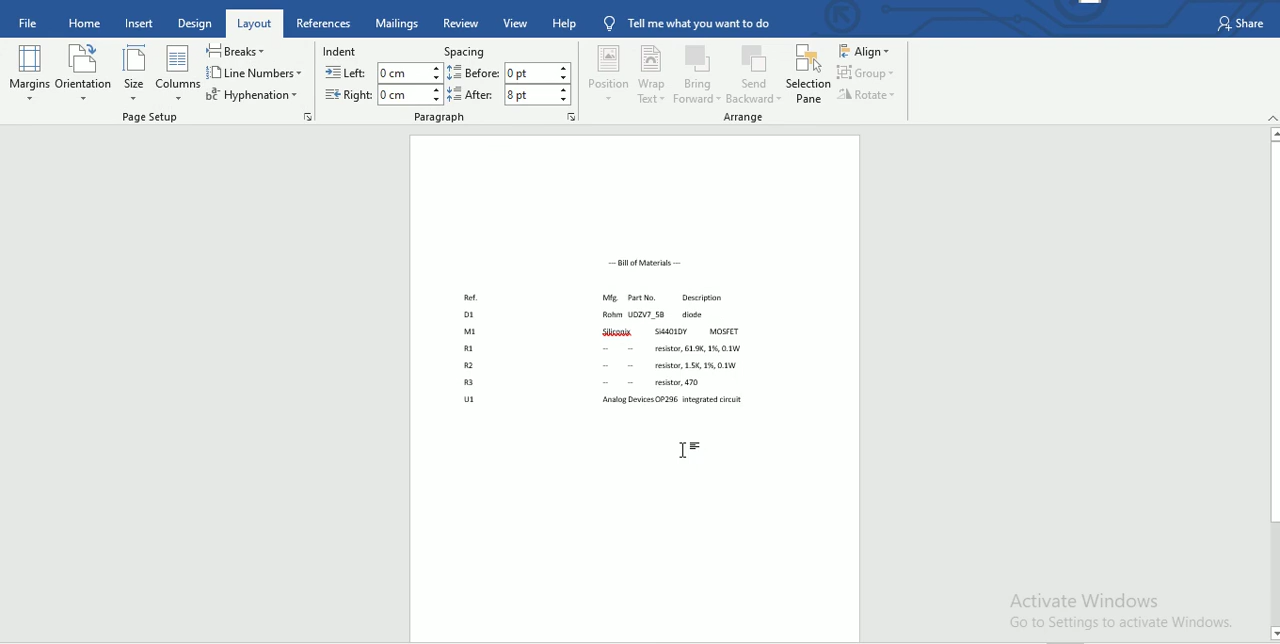 File Home Insert Design Layout References Mailings Review View Help Tell me what you want to do Share
Margins Orientation Size Columns Breaks Line Numbers Hyphenation
Page Setup
Indent Spacing
Left: 0 cm Before: 0 pt
Right: 0 cm After: 8 pt
Paragraph
Position Wrap Text Bring Forward Send Backward Selection Pane Align Group Rotate
Arrange
--- Bill of Materials ---
Ref. Mfg. Part No. Description
D1 Rohm UDZV7_5B diode
M1 Siliconix Si4401DY MOSFET
R1 -- -- resistor, 61.9K, 1%, 0.1W
R2 -- -- resistor, 1.5K, 1%, 0.1W
R3 -- -- resistor, 470
U1 Analog Devices OP296 integrated circuit
Activate Windows
Go to Settings to activate Windows.